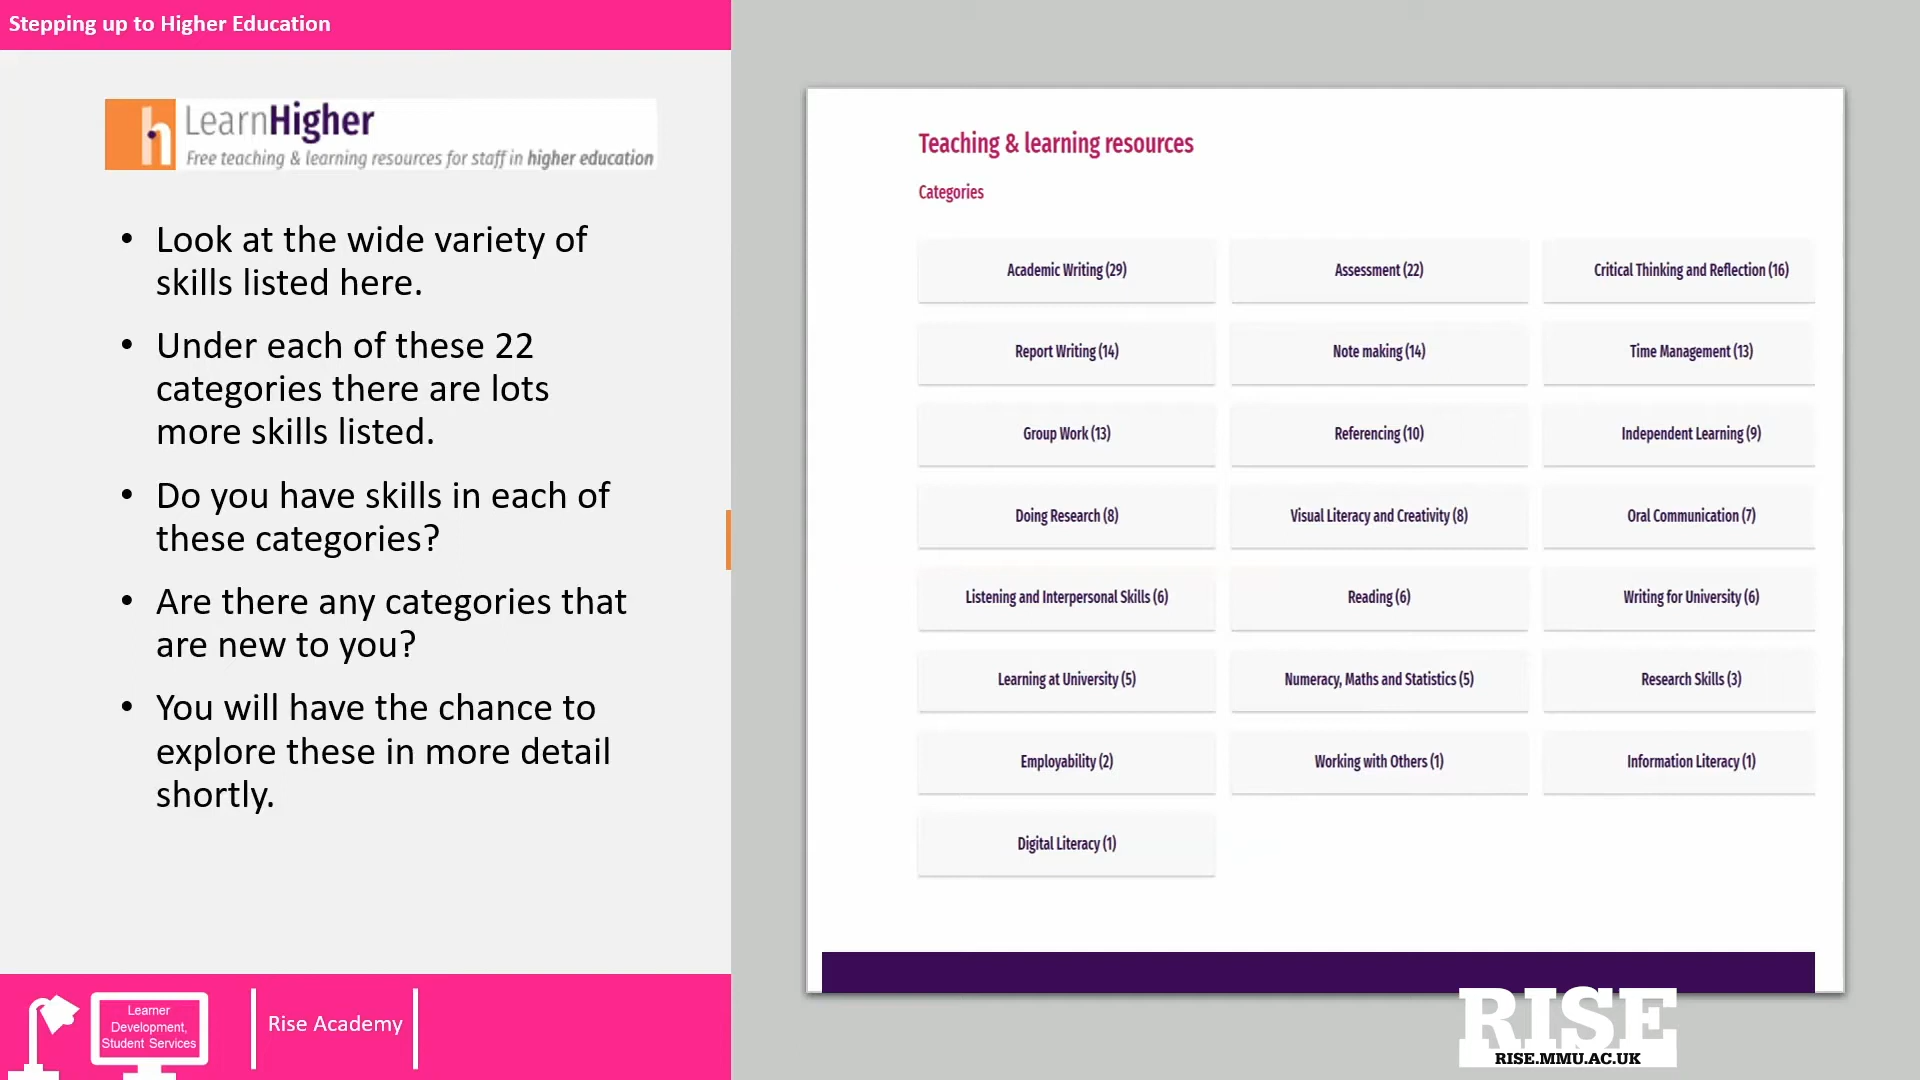 Stepping up to Higher Education
h LearnHigher
Free teaching & learning resources for staff in higher education
• Look at the wide variety of
skills listed here.
• Under each of these 22
categories there are lots
more skills listed.
• Do you have skills in each of
these categories?
• Are there any categories that
are new to you?
• You will have the chance to
explore these in more detail
shortly.
Learner
Development,
Student Services
Rise Academy
Teaching & learning resources
Categories
Academic Writing (29) Assessment (22) Critical Thinking and Reflection (16)
Report Writing (14) Note making (14) Time Management (13)
Group Work (13) Referencing (10) Independent Learning (9)
Doing Research (8) Visual Literacy and Creativity (8) Oral Communication (7)
Listening and Interpersonal Skills (6) Reading (6) Writing for University (6)
Learning at University (5) Numeracy, Maths and Statistics (5) Research Skills (3)
Employability (2) Working with Others (1) Information Literacy (1)
Digital Literacy (1)
RISE
RISE.MMU.AC.UK